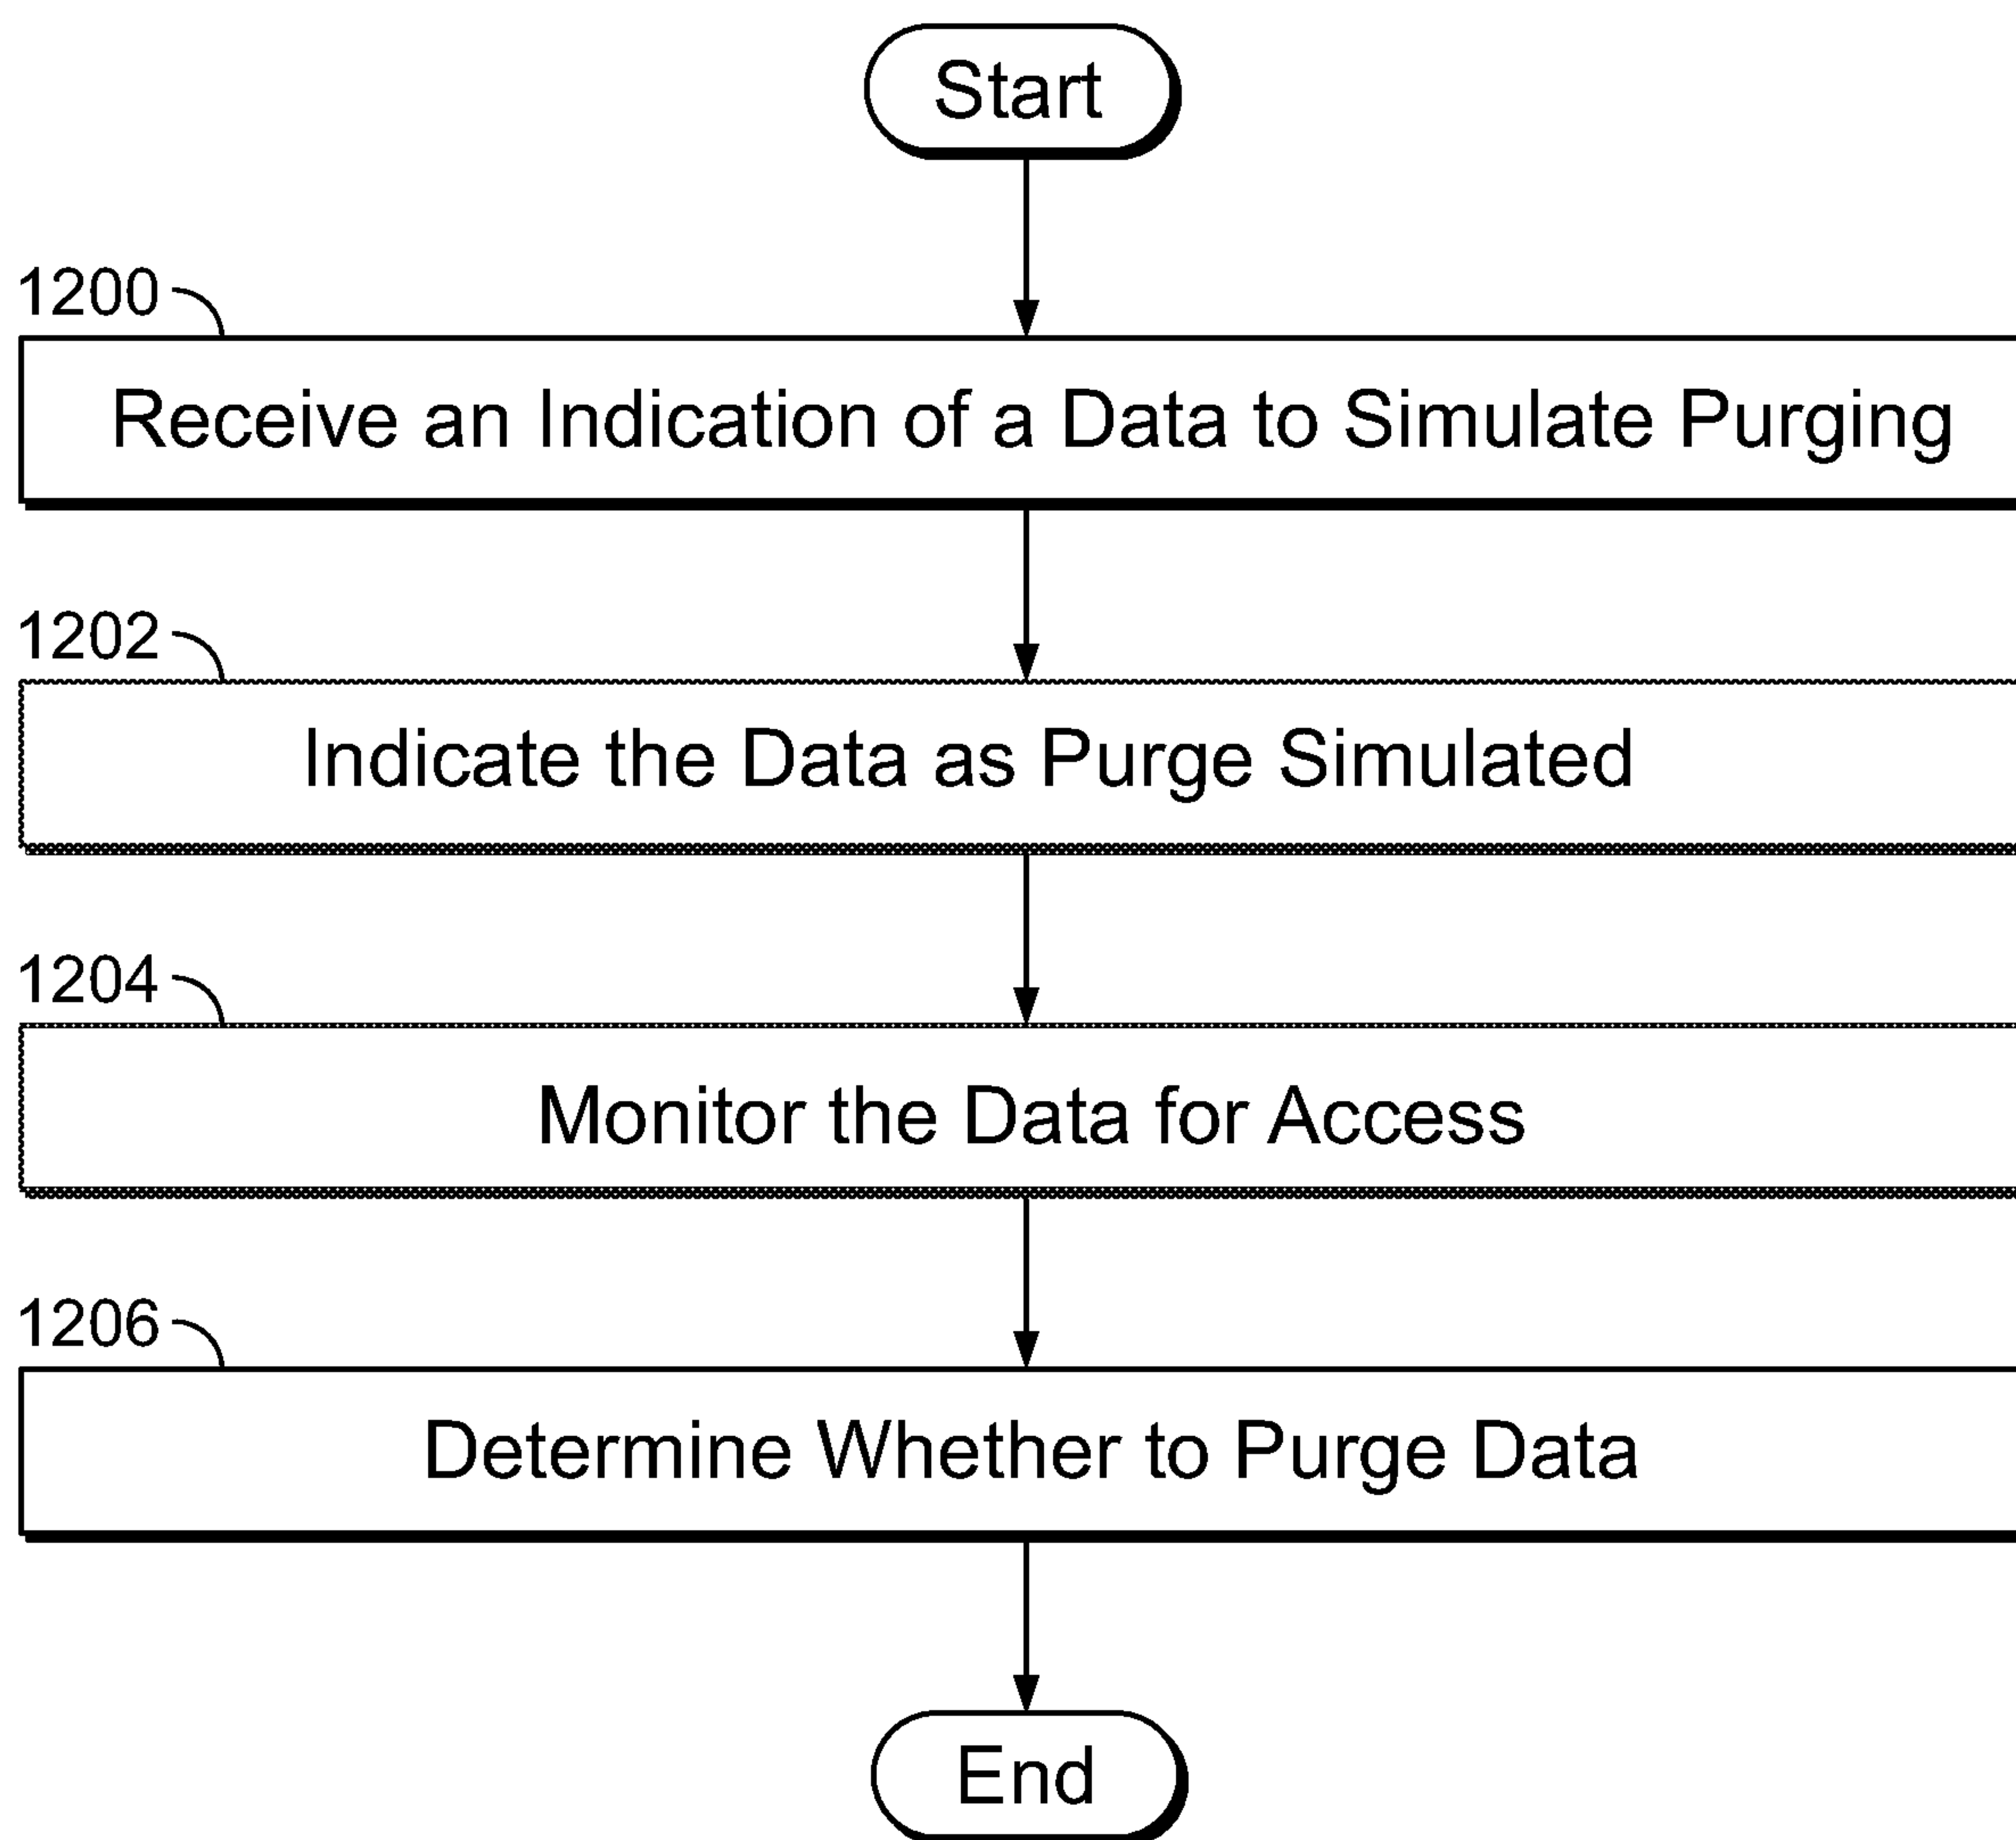 Start
1200
Receive an Indication of a Data to Simulate Purging
1202
Indicate the Data as Purge Simulated
1204
Monitor the Data for Access
1206
Determine Whether to Purge Data
End